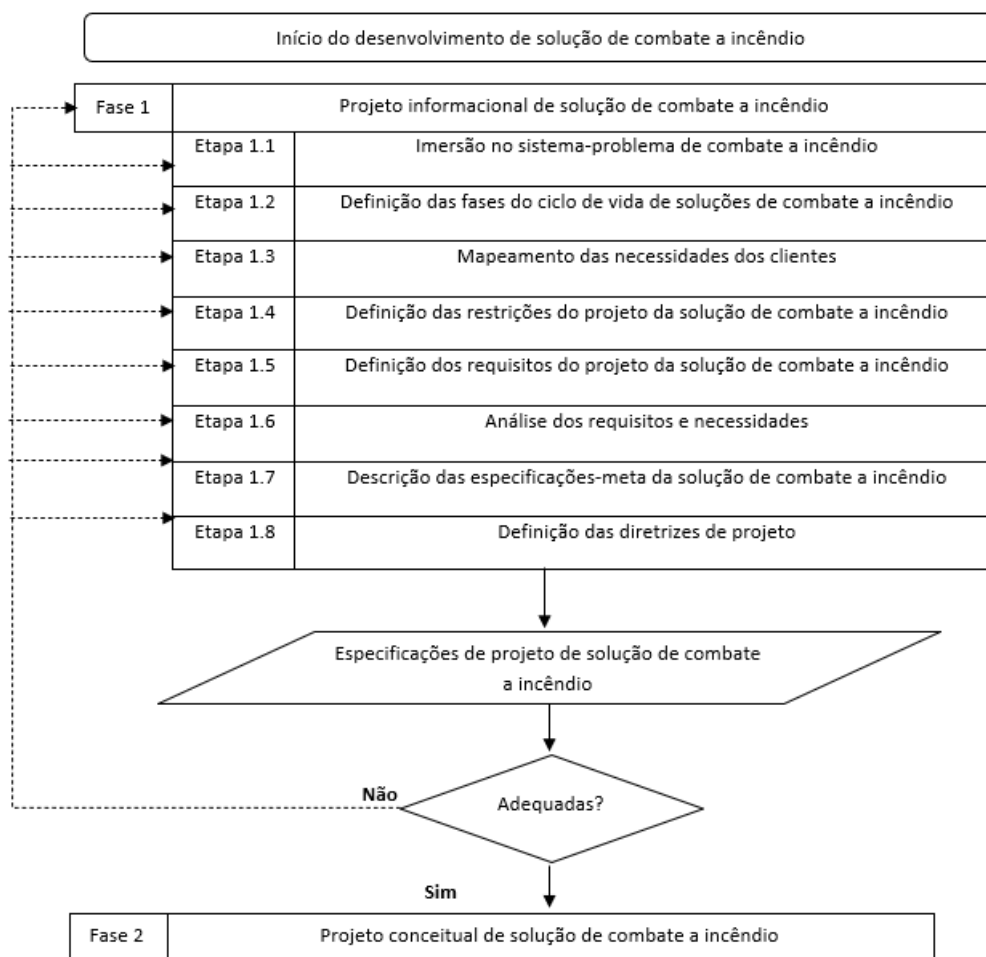 Início do desenvolvimento de solução de combate a incêndio
Fase 1 Projeto informacional de solução de combate a incêndio
Etapa 1.1 Imersão no sistema-problema de combate a incêndio
Etapa 1.2 Definição das fases do ciclo de vida de soluções de combate a incêndio
Etapa 1.3 Mapeamento das necessidades dos clientes
Etapa 1.4 Definição das restrições do projeto da solução de combate a incêndio
Etapa 1.5 Definição dos requisitos do projeto da solução de combate a incêndio
Etapa 1.6 Análise dos requisitos e necessidades
Etapa 1.7 Descrição das especificações-meta da solução de combate a incêndio
Etapa 1.8 Definição das diretrizes de projeto
Especificações de projeto de solução de combate
a incêndio
Não
Adequadas?
Sim
Fase 2 Projeto conceitual de solução de combate a incêndio